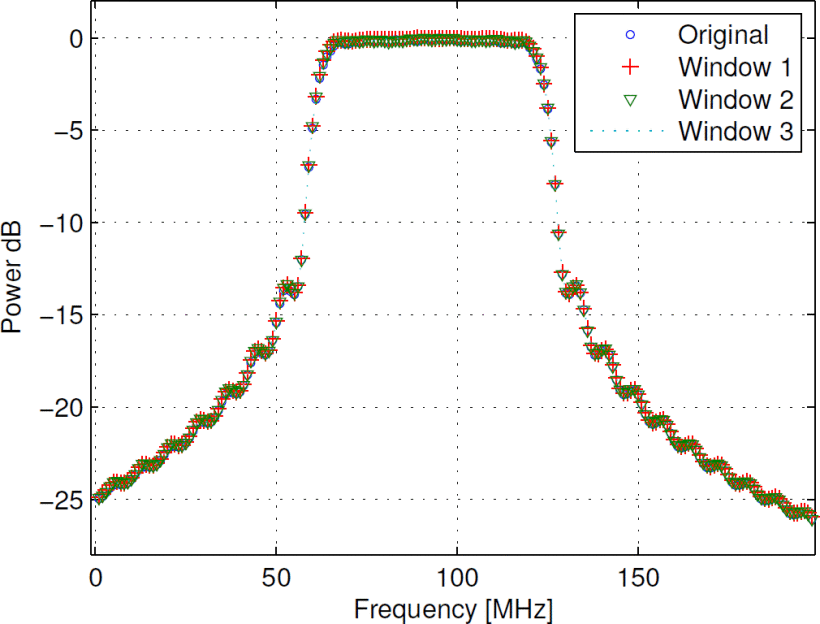 Original
Window 1
Window 2
Window 3
0
−5
−10
−15
−20
−25
Power dB
0 50 100 150
Frequency [MHz]